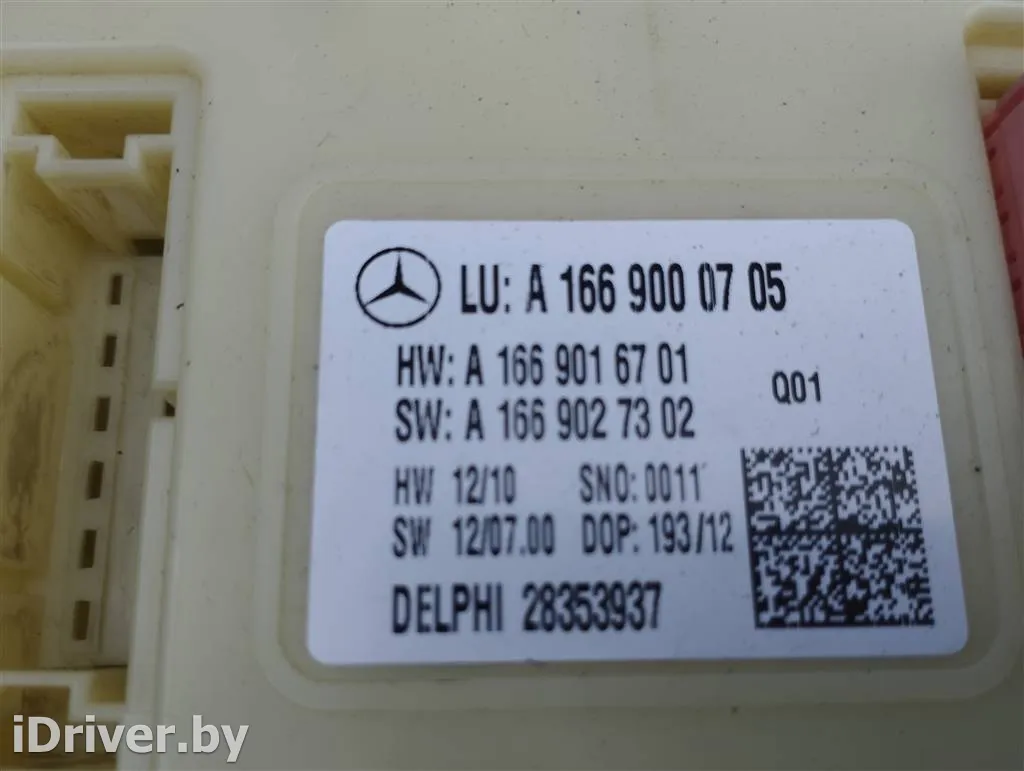 LU: A 166 900 07 05
HW: A 166 901 67 01
Q01
SW: A 166 902 73 02
HW 12/10 SNO: 0011
SW 12/07.00 DOP: 193/12
DELPHI 28353937
iDriver.by